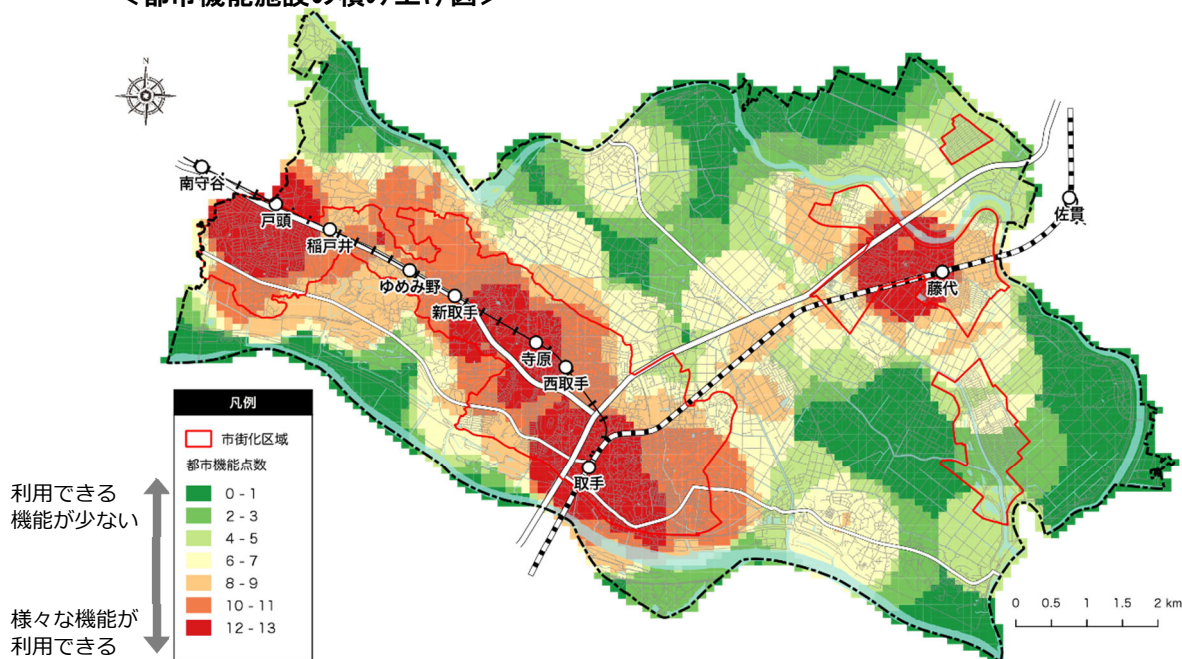 ＜都市機能施設の積み上げ図＞
N
南守谷
戸頭
稲戸井
ゆめみ野
新取手
寺原
西取手
取手
藤代
佐貫
凡例
市街化区域
都市機能点数
0 - 1
2 - 3
4 - 5
6 - 7
8 - 9
10 - 11
12 - 13
利用できる
機能が少ない
様々な機能が
利用できる
0 0.5 1 1.5 2 km